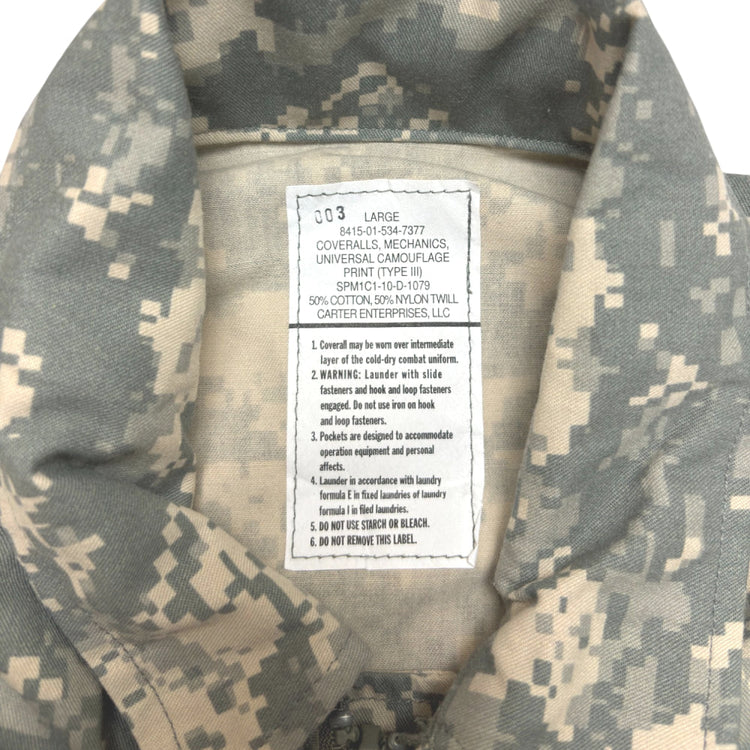 003 LARGE
8415-01-534-7377
COVERALLS, MECHANICS,
UNIVERSAL CAMOUFLAGE
PRINT (TYPE III)
SPM1C1-10-D-1079
50% COTTON, 50% NYLON TWILL
CARTER ENTERPRISES, LLC
1. Coverall may be worn over intermediate
layer of the cold-dry combat uniform.
2. WARNING: Launder with slide
fasteners and hook and loop fasteners
engaged. Do not use iron on hook
and loop fasteners.
3. Pockets are designed to accommodate
operation equipment and personal
affects.
4. Launder in accordance with laundry
formula E in fixed laundries of laundry
formula I in filed laundries.
5. DO NOT USE STARCH OR BLEACH.
6. DO NOT REMOVE THIS LABEL.